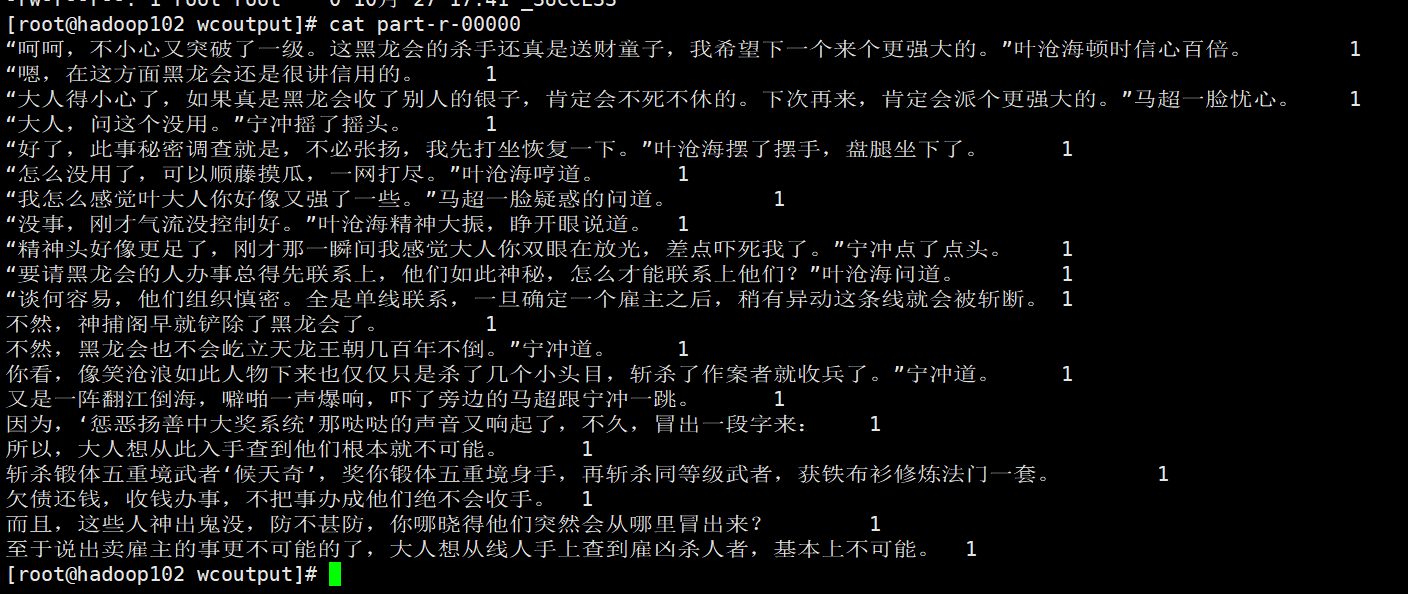 -rw-r--r--. 1 root root    0 10月 27 17:41 _SUCCESS
[root@hadoop102 wcoutput]# cat part-r-00000
“呵呵，不小心又突破了一级。这黑龙会的杀手还真是送财童子，我希望下一个来个更强大的。”叶沧海顿时信心百倍。 1
“嗯，在这方面黑龙会还是很讲信用的。 1
“大人得小心了，如果真是黑龙会收了别人的银子，肯定会不死不休的。下次再来，肯定会派个更强大的。”马超一脸忧心。 1
“大人，问这个没用。”宁冲摇了摇头。 1
“好了，此事秘密调查就是，不必张扬，我先打坐恢复一下。”叶沧海摆了摆手，盘腿坐下了。 1
“怎么没用了，可以顺藤摸瓜，一网打尽。”叶沧海哼道。 1
“我怎么感觉叶大人你好像又强了一些。”马超一脸疑惑的问道。 1
“没事，刚才气流没控制好。”叶沧海精神大振，睁开眼说道。 1
“精神头好像更足了，刚才那一瞬间我感觉大人你双眼在放光，差点吓死我了。”宁冲点了点头。 1
“要请黑龙会的人办事总得先联系上，他们如此神秘，怎么才能联系上他们？”叶沧海问道。 1
“谈何容易，他们组织慎密。全是单线联系，一旦确定一个雇主之后，稍有异动这条线就会被斩断。 1
不然，神捕阁早就铲除了黑龙会了。 1
不然，黑龙会也不会屹立天龙王朝几百年不倒。”宁冲道。 1
你看，像笑沧浪如此人物下来也仅仅只是杀了几个小头目，斩杀了作案者就收兵了。”宁冲道。 1
又是一阵翻江倒海，噼啪一声爆响，吓了旁边的马超跟宁冲一跳。 1
因为，‘惩恶扬善中大奖系统’那哒哒的声音又响起了，不久，冒出一段字来： 1
所以，大人想从此入手查到他们根本就不可能。 1
斩杀锻体五重境武者‘候天奇’，奖你锻体五重境身手，再斩杀同等级武者，获铁布衫修炼法门一套。 1
欠债还钱，收钱办事，不把事办成他们绝不会收手。 1
而且，这些人神出鬼没，防不甚防，你哪晓得他们突然会从哪里冒出来？ 1
至于说出卖雇主的事更不可能的了，大人想从线人手上查到雇凶杀人者，基本上不可能。 1
[root@hadoop102 wcoutput]#